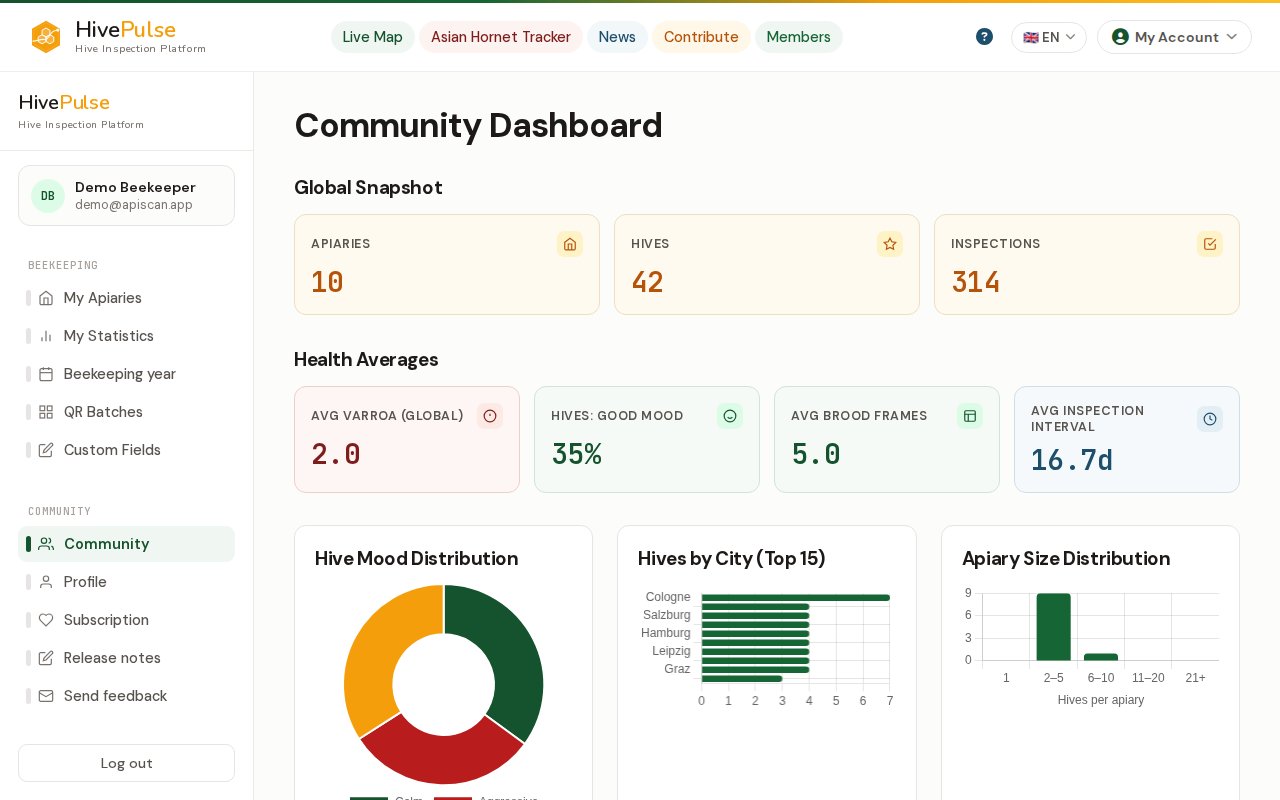 HivePulse
Hive Inspection Platform
Live Map
Asian Hornet Tracker
News
Contribute
Members
?
EN
My Account
HivePulse
Hive Inspection Platform
DB
Demo Beekeeper
demo@apiscan.app
BEEKEEPING
My Apiaries
My Statistics
Beekeeping year
QR Batches
Custom Fields
COMMUNITY
Community
Profile
Subscription
Release notes
Send feedback
Log out
Community Dashboard
Global Snapshot
APIARIES
10
HIVES
42
INSPECTIONS
314
Health Averages
AVG VARROA (GLOBAL)
2.0
HIVES: GOOD MOOD
35%
AVG BROOD FRAMES
5.0
AVG INSPECTION
INTERVAL
16.7d
Hive Mood Distribution
Calm Aggressive
Hives by City (Top 15)
Cologne
Salzburg
Hamburg
Leipzig
Graz
0 1 2 3 4 5 6 7
Apiary Size Distribution
9
6
3
0
1 2–5 6–10 11–20 21+
Hives per apiary